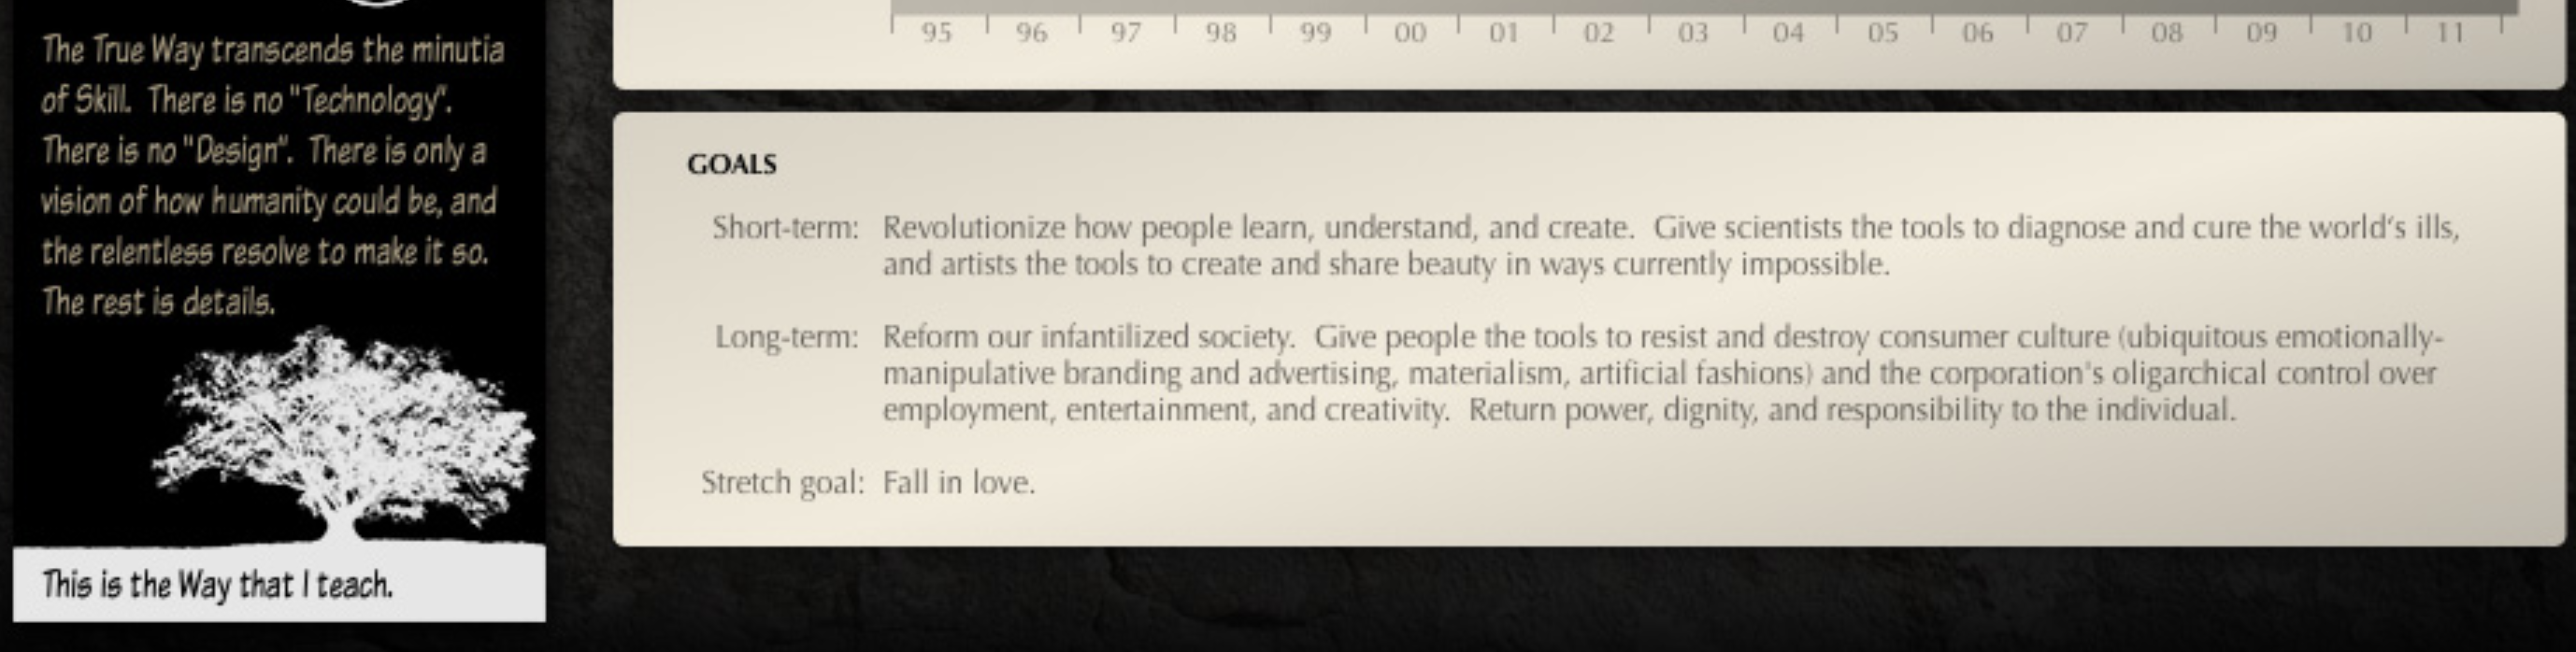 The True Way transcends the minutia
of Skill.  There is no "Technology".
There is no "Design".  There is only a
vision of how humanity could be, and
the relentless resolve to make it so.
The rest is details.
This is the Way that I teach.
95 96 97 98 99 00 01 02 03 04 05 06 07 08 09 10 11
GOALS
Short-term: Revolutionize how people learn, understand, and create.  Give scientists the tools to diagnose and cure the world's ills,
and artists the tools to create and share beauty in ways currently impossible.
Long-term: Reform our infantilized society.  Give people the tools to resist and destroy consumer culture (ubiquitous emotionally-
manipulative branding and advertising, materialism, artificial fashions) and the corporation's oligarchical control over
employment, entertainment, and creativity.  Return power, dignity, and responsibility to the individual.
Stretch goal: Fall in love.